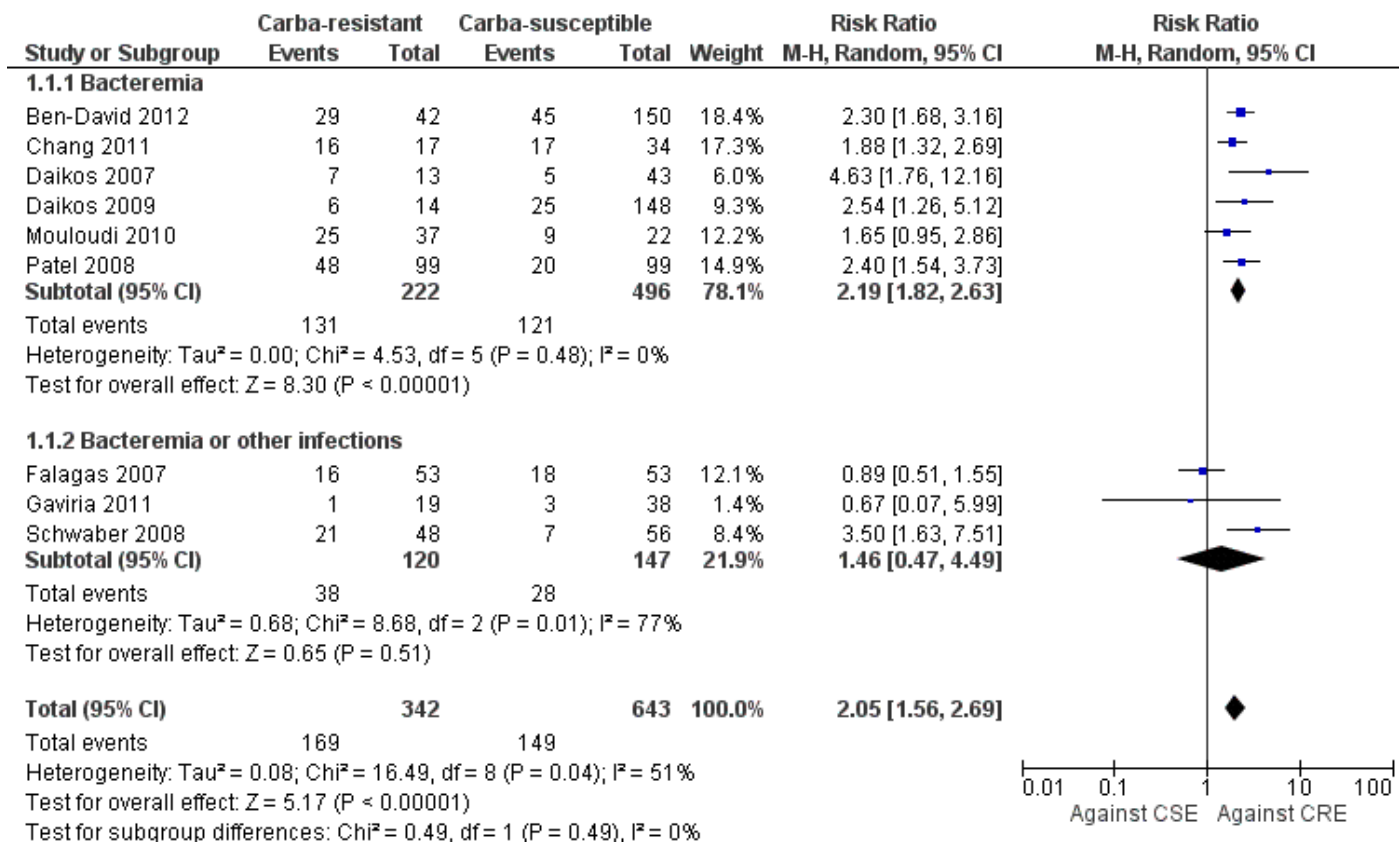 Carba-resistant Carba-susceptible Risk Ratio Risk Ratio
Study or Subgroup Events Total Events Total Weight M-H, Random, 95% CI M-H, Random, 95% CI
1.1.1 Bacteremia
Ben-David 2012 29 42 45 150 18.4% 2.30 [1.68, 3.16]
Chang 2011 16 17 17 34 17.3% 1.88 [1.32, 2.69]
Daikos 2007 7 13 5 43 6.0% 4.63 [1.76, 12.16]
Daikos 2009 6 14 25 148 9.3% 2.54 [1.26, 5.12]
Mouloudi 2010 25 37 9 22 12.2% 1.65 [0.95, 2.86]
Patel 2008 48 99 20 99 14.9% 2.40 [1.54, 3.73]
Subtotal (95% CI) 222 496 78.1% 2.19 [1.82, 2.63]
Total events 131 121
Heterogeneity: Tau² = 0.00; Chi² = 4.53, df = 5 (P = 0.48); I² = 0%
Test for overall effect: Z = 8.30 (P < 0.00001)
1.1.2 Bacteremia or other infections
Falagas 2007 16 53 18 53 12.1% 0.89 [0.51, 1.55]
Gaviria 2011 1 19 3 38 1.4% 0.67 [0.07, 5.99]
Schwaber 2008 21 48 7 56 8.4% 3.50 [1.63, 7.51]
Subtotal (95% CI) 120 147 21.9% 1.46 [0.47, 4.49]
Total events 38 28
Heterogeneity: Tau² = 0.68; Chi² = 8.68, df = 2 (P = 0.01); I² = 77%
Test for overall effect: Z = 0.65 (P = 0.51)
Total (95% CI) 342 643 100.0% 2.05 [1.56, 2.69]
Total events 169 149
Heterogeneity: Tau² = 0.08; Chi² = 16.49, df = 8 (P = 0.04); I² = 51%
Test for overall effect: Z = 5.17 (P < 0.00001)
Test for subgroup differences: Chi² = 0.49, df = 1 (P = 0.49), I² = 0%
0.01 0.1 1 10 100
Against CSE Against CRE